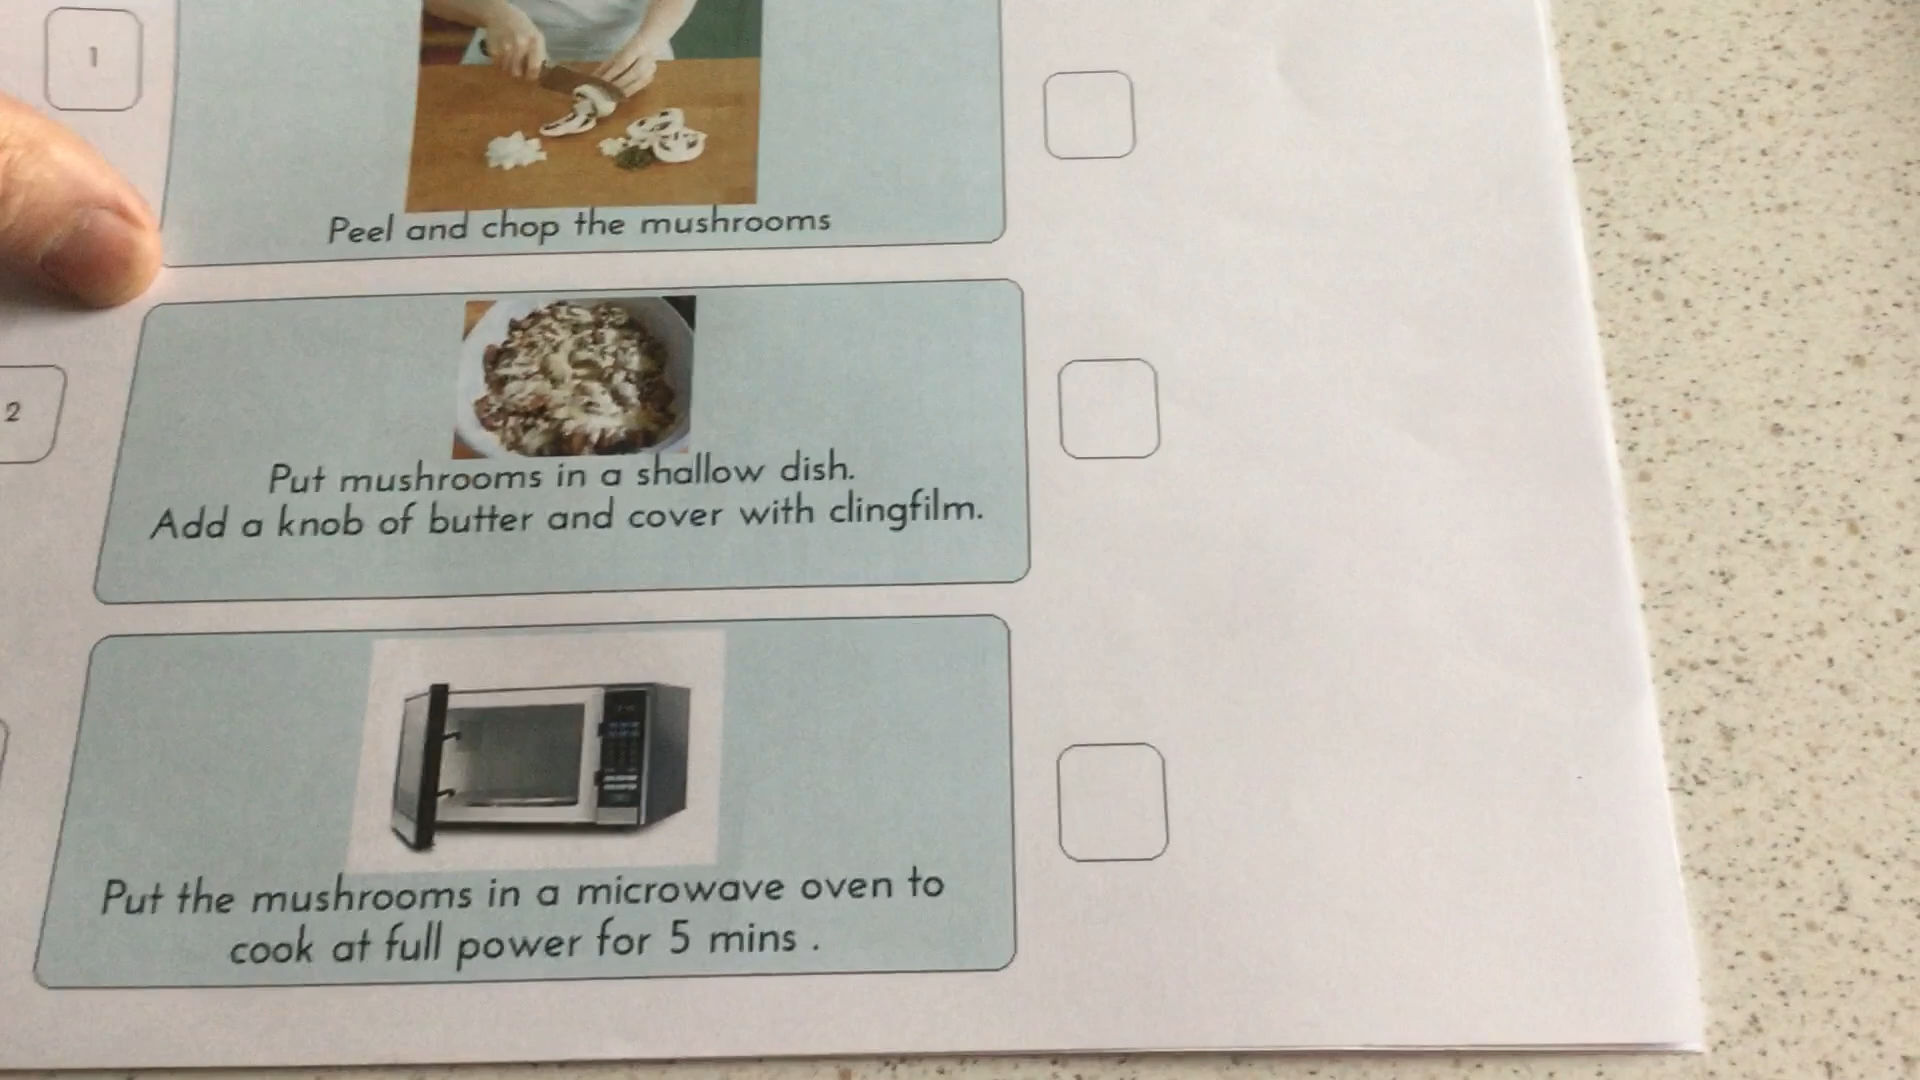 1
Peel and chop the mushrooms
2
Put mushrooms in a shallow dish.
Add a knob of butter and cover with clingfilm.
Put the mushrooms in a microwave oven to
cook at full power for 5 mins .